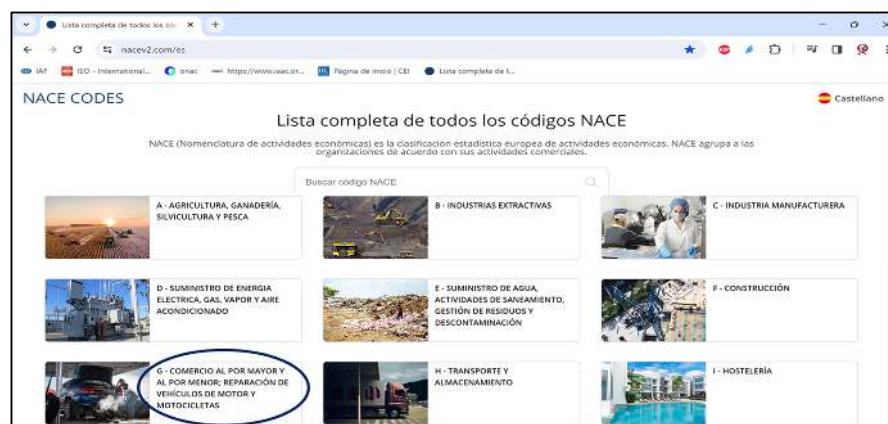 Lista completa de todos los có
nacev2.com/es
IAF
ISO - International...
onac
https://www.iaac.or...
Página de inicio | CEI
Lista completa de t...
NACE CODES
Castellano
Lista completa de todos los códigos NACE
NACE (Nomenclatura de actividades económicas) es la clasificación estadística europea de actividades económicas. NACE agrupa a las
organizaciones de acuerdo con sus actividades comerciales.
Buscar código NACE
A - AGRICULTURA, GANADERÍA,
SILVICULTURA Y PESCA
B - INDUSTRIAS EXTRACTIVAS
C - INDUSTRIA MANUFACTURERA
D - SUMINISTRO DE ENERGIA
ELECTRICA, GAS, VAPOR Y AIRE
ACONDICIONADO
E - SUMINISTRO DE AGUA,
ACTIVIDADES DE SANEAMIENTO,
GESTIÓN DE RESIDUOS Y
DESCONTAMINACIÓN
F - CONSTRUCCIÓN
G - COMERCIO AL POR MAYOR Y
AL POR MENOR; REPARACIÓN DE
VEHÍCULOS DE MOTOR Y
MOTOCICLETAS
H - TRANSPORTE Y
ALMACENAMIENTO
I - HOSTELERÍA